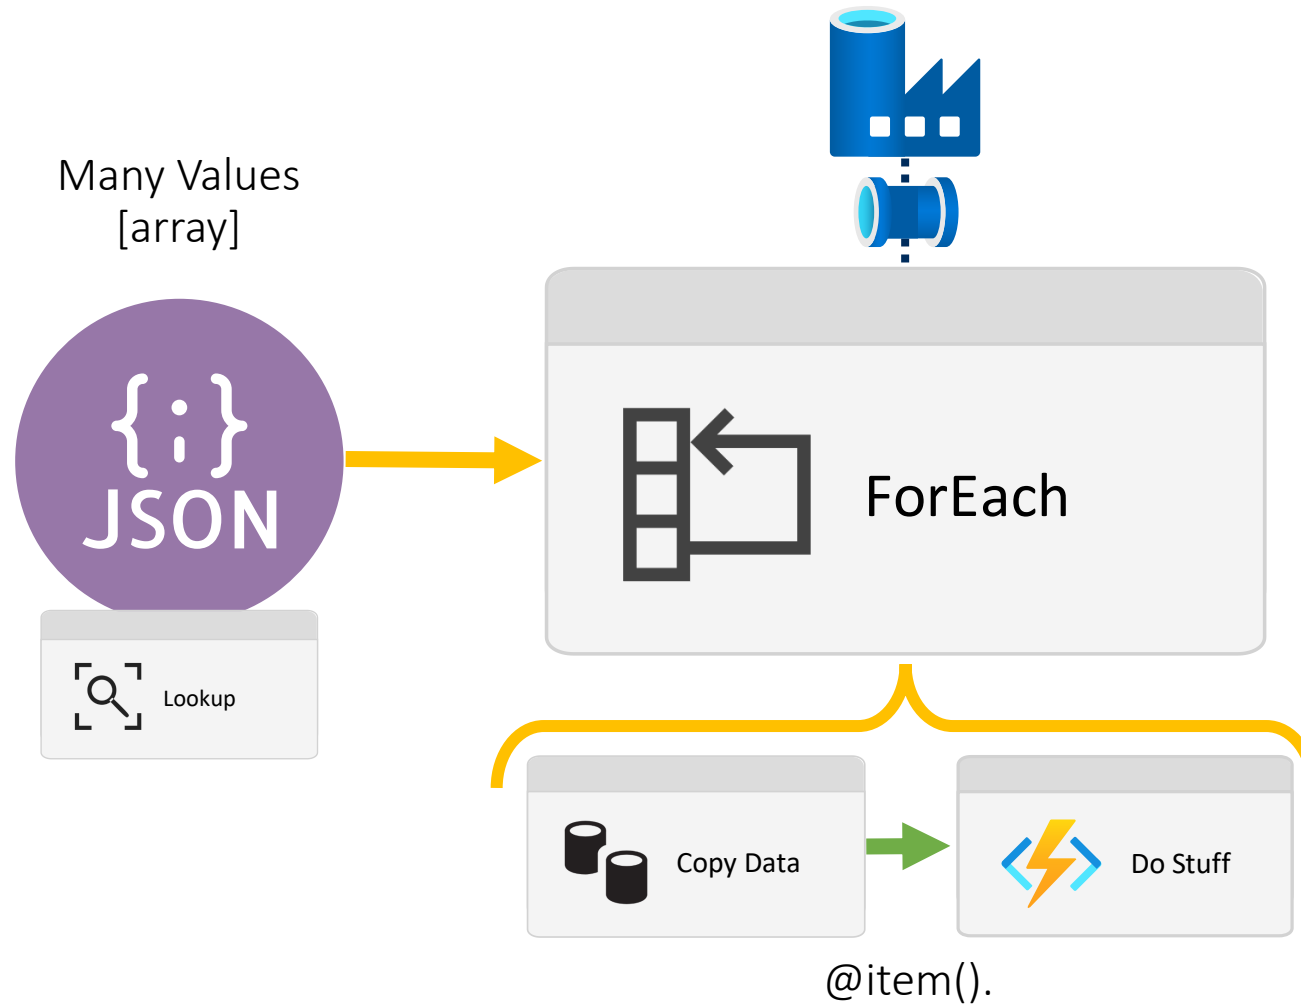 Many Values
[array]
{;}
JSON
Lookup
ForEach
Copy Data
Do Stuff
@item().